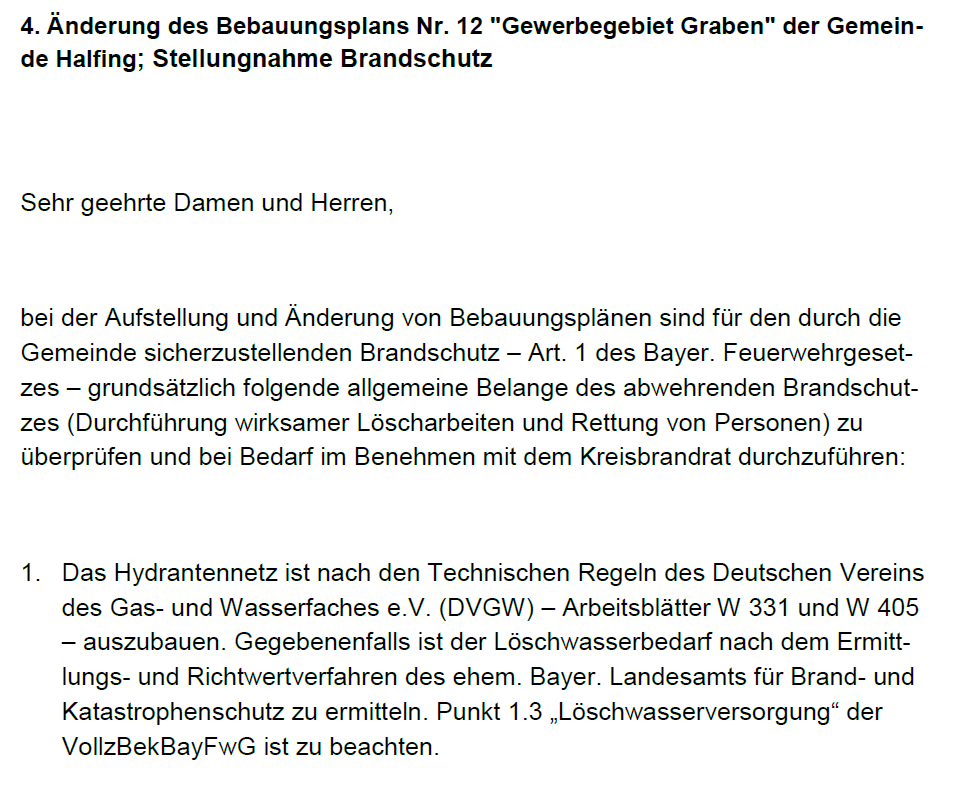 4. Änderung des Bebauungsplans Nr. 12 "Gewerbegebiet Graben" der Gemein-
de Halfing; Stellungnahme Brandschutz
Sehr geehrte Damen und Herren,
bei der Aufstellung und Änderung von Bebauungsplänen sind für den durch die
Gemeinde sicherzustellenden Brandschutz – Art. 1 des Bayer. Feuerwehrgeset-
zes – grundsätzlich folgende allgemeine Belange des abwehrenden Brandschut-
zes (Durchführung wirksamer Löscharbeiten und Rettung von Personen) zu
überprüfen und bei Bedarf im Benehmen mit dem Kreisbrandrat durchzuführen:
1. Das Hydrantennetz ist nach den Technischen Regeln des Deutschen Vereins
des Gas- und Wasserfaches e.V. (DVGW) – Arbeitsblätter W 331 und W 405
– auszubauen. Gegebenenfalls ist der Löschwasserbedarf nach dem Ermitt-
lungs- und Richtwertverfahren des ehem. Bayer. Landesamts für Brand- und
Katastrophenschutz zu ermitteln. Punkt 1.3 „Löschwasserversorgung“ der
VollzBekBayFwG ist zu beachten.